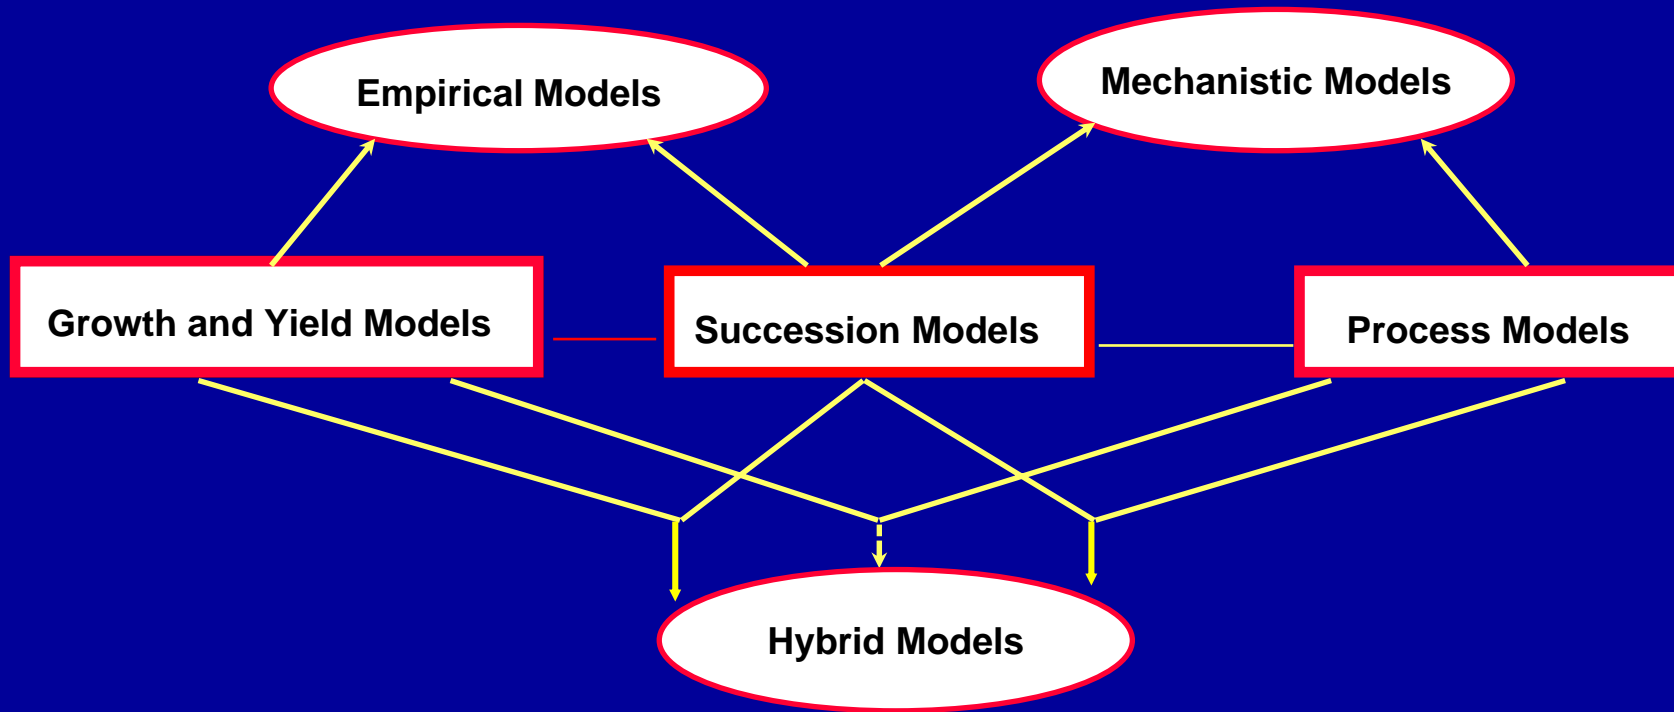 Empirical Models
Mechanistic Models
Growth and Yield Models
Succession Models
Process Models
Hybrid Models